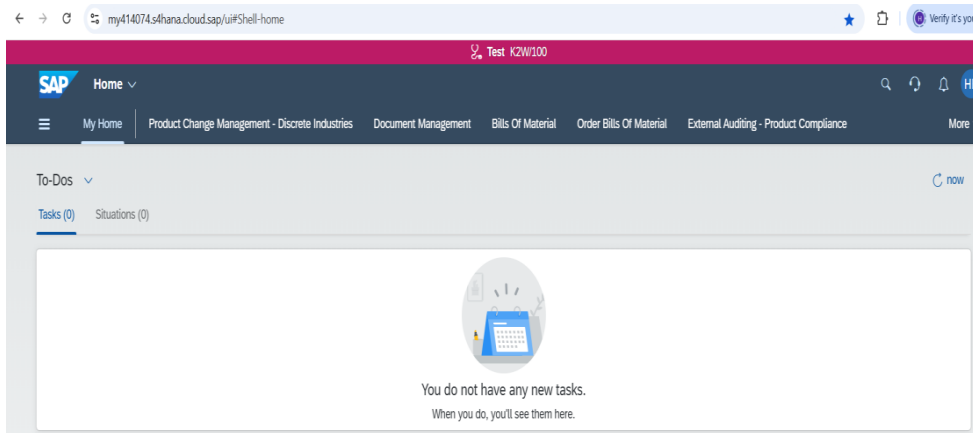 my414074.s4hana.cloud.sap/ui#Shell-home
Verify it's you
Test K2W/100
SAP Home
My Home Product Change Management - Discrete Industries Document Management Bills Of Material Order Bills Of Material External Auditing - Product Compliance More
To-Dos now
Tasks (0) Situations (0)
You do not have any new tasks.
When you do, you'll see them here.